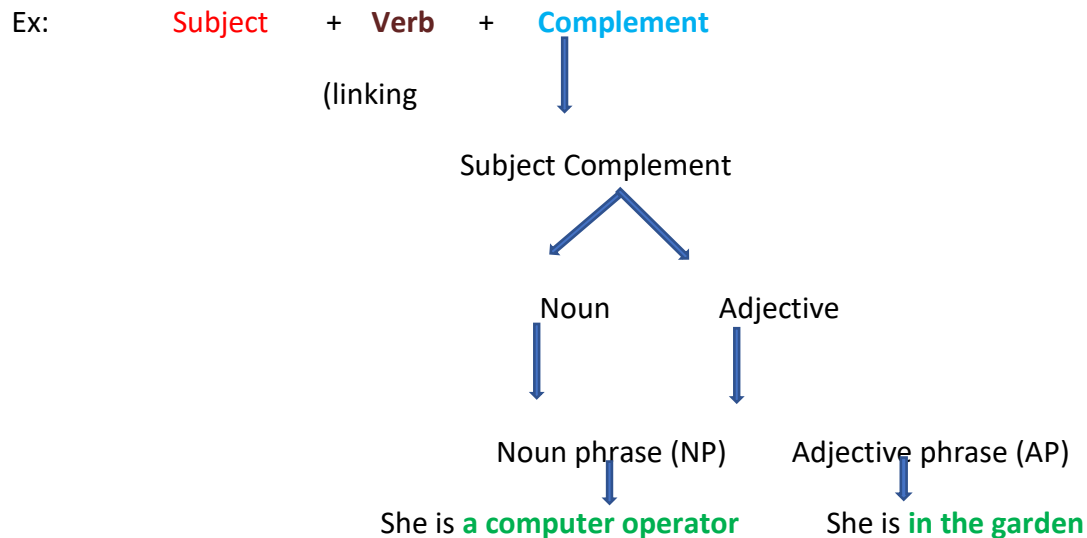 Ex: Subject + Verb + Complement
(linking
Subject Complement
Noun Adjective
Noun phrase (NP) Adjective phrase (AP)
She is a computer operator She is in the garden